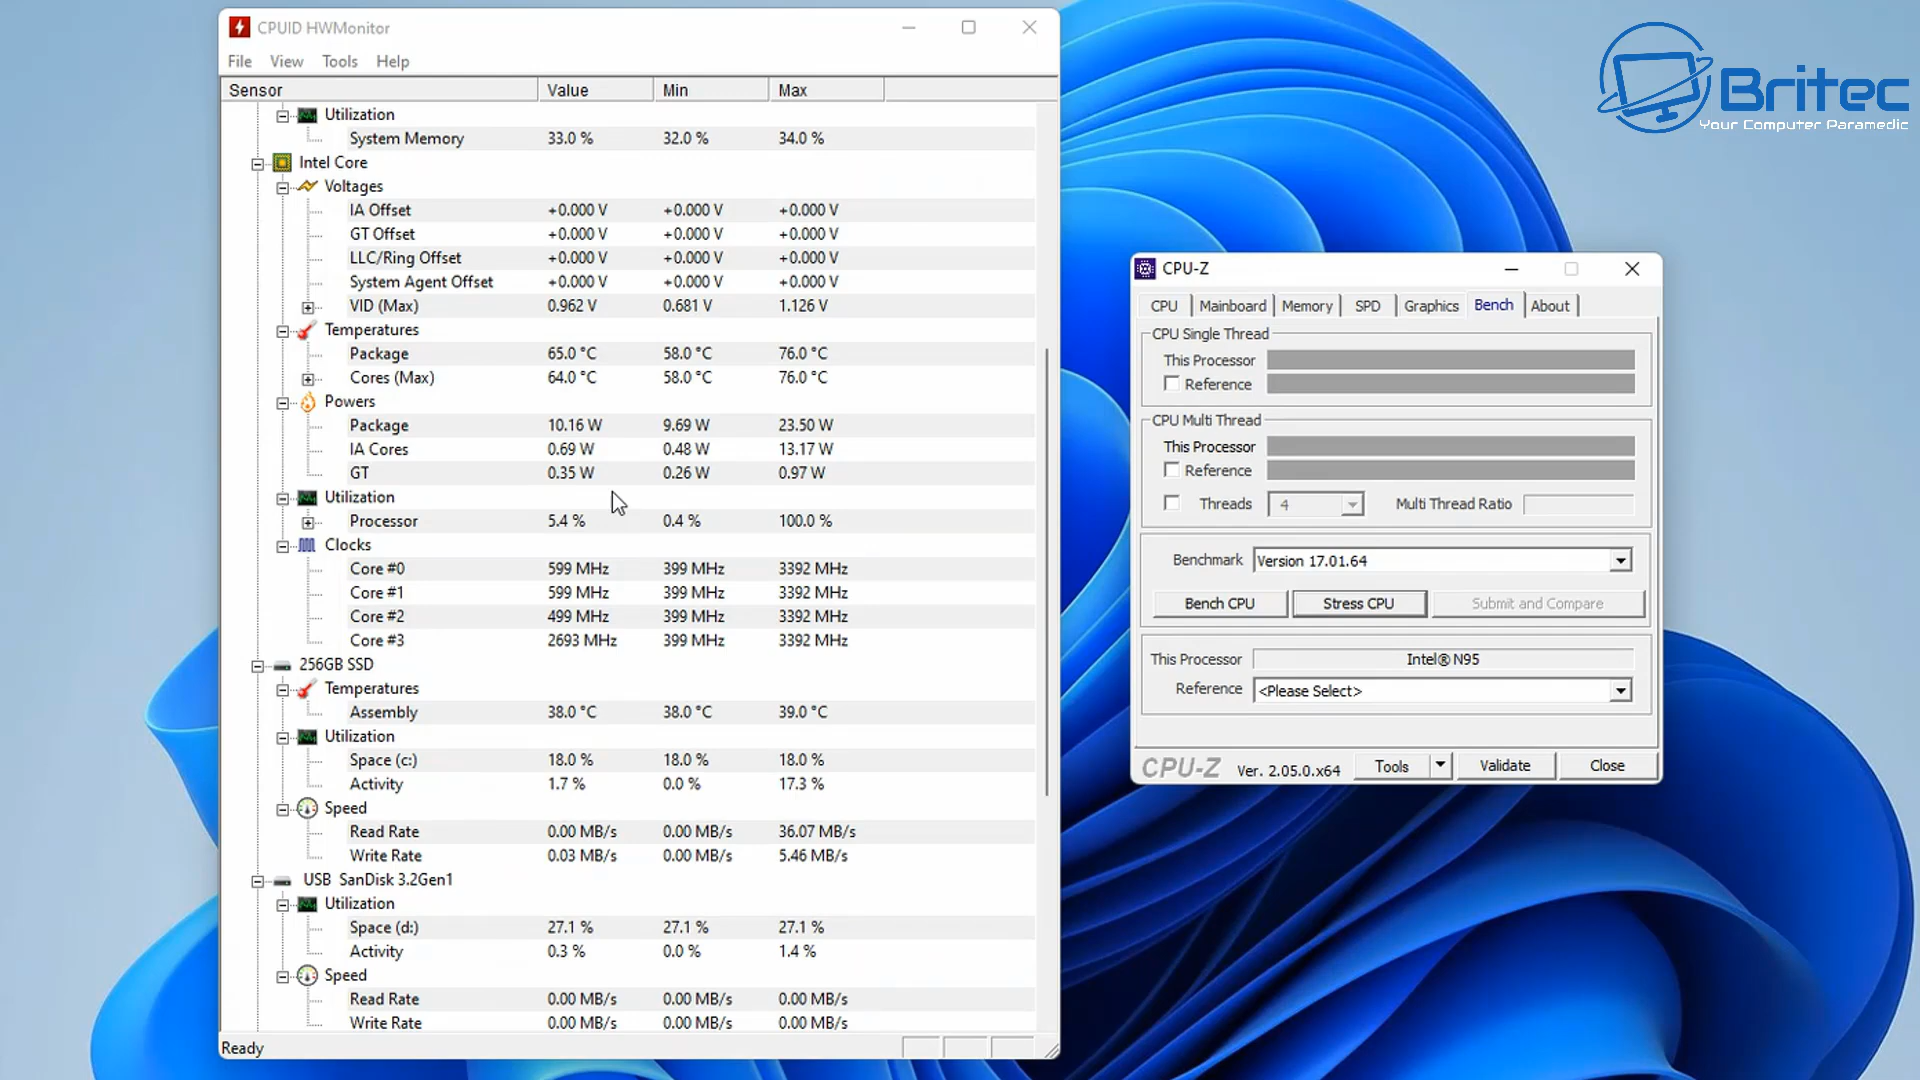 CPUID HWMonitor
File View Tools Help
Sensor Value Min Max
Utilization
System Memory 33.0 % 32.0 % 34.0 %
Intel Core
Voltages
IA Offset +0.000 V +0.000 V +0.000 V
GT Offset +0.000 V +0.000 V +0.000 V
LLC/Ring Offset +0.000 V +0.000 V +0.000 V
System Agent Offset +0.000 V +0.000 V +0.000 V
VID (Max) 0.962 V 0.681 V 1.126 V
Temperatures
Package 65.0 °C 58.0 °C 76.0 °C
Cores (Max) 64.0 °C 58.0 °C 76.0 °C
Powers
Package 10.16 W 9.69 W 23.50 W
IA Cores 0.69 W 0.48 W 13.17 W
GT 0.35 W 0.26 W 0.97 W
Utilization
Processor 5.4 % 0.4 % 100.0 %
Clocks
Core #0 599 MHz 399 MHz 3392 MHz
Core #1 599 MHz 399 MHz 3392 MHz
Core #2 499 MHz 399 MHz 3392 MHz
Core #3 2693 MHz 399 MHz 3392 MHz
256GB SSD
Temperatures
Assembly 38.0 °C 38.0 °C 39.0 °C
Utilization
Space (c:) 18.0 % 18.0 % 18.0 %
Activity 1.7 % 0.0 % 17.3 %
Speed
Read Rate 0.00 MB/s 0.00 MB/s 36.07 MB/s
Write Rate 0.03 MB/s 0.00 MB/s 5.46 MB/s
USB SanDisk 3.2Gen1
Utilization
Space (d:) 27.1 % 27.1 % 27.1 %
Activity 0.3 % 0.0 % 1.4 %
Speed
Read Rate 0.00 MB/s 0.00 MB/s 0.00 MB/s
Write Rate 0.00 MB/s 0.00 MB/s 0.00 MB/s
Ready
Britec
Your Computer Paramedic
CPU-Z
CPU Mainboard Memory SPD Graphics Bench About
CPU Single Thread
This Processor
Reference
CPU Multi Thread
This Processor
Reference
Threads 4 Multi Thread Ratio
Benchmark Version 17.01.64
Bench CPU Stress CPU Submit and Compare
This Processor Intel® N95
Reference <Please Select>
CPU-Z Ver. 2.05.0.x64 Tools Validate Close